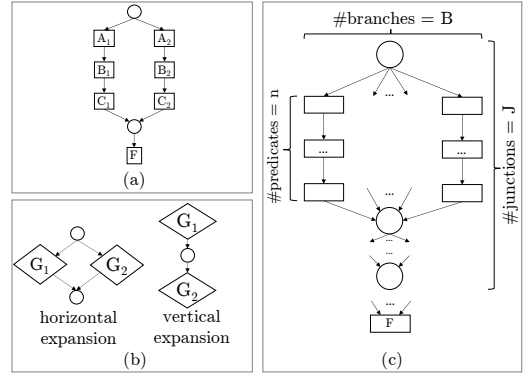 A₁ A₂
B₁ B₂
C₁ C₂
F
(a)
G₁ G₂
horizontal
expansion
G₁
G₂
vertical
expansion
(b)
#branches = B
...
#predicates = n
... ...
#junctions = J
...
...
...
...
F
(c)